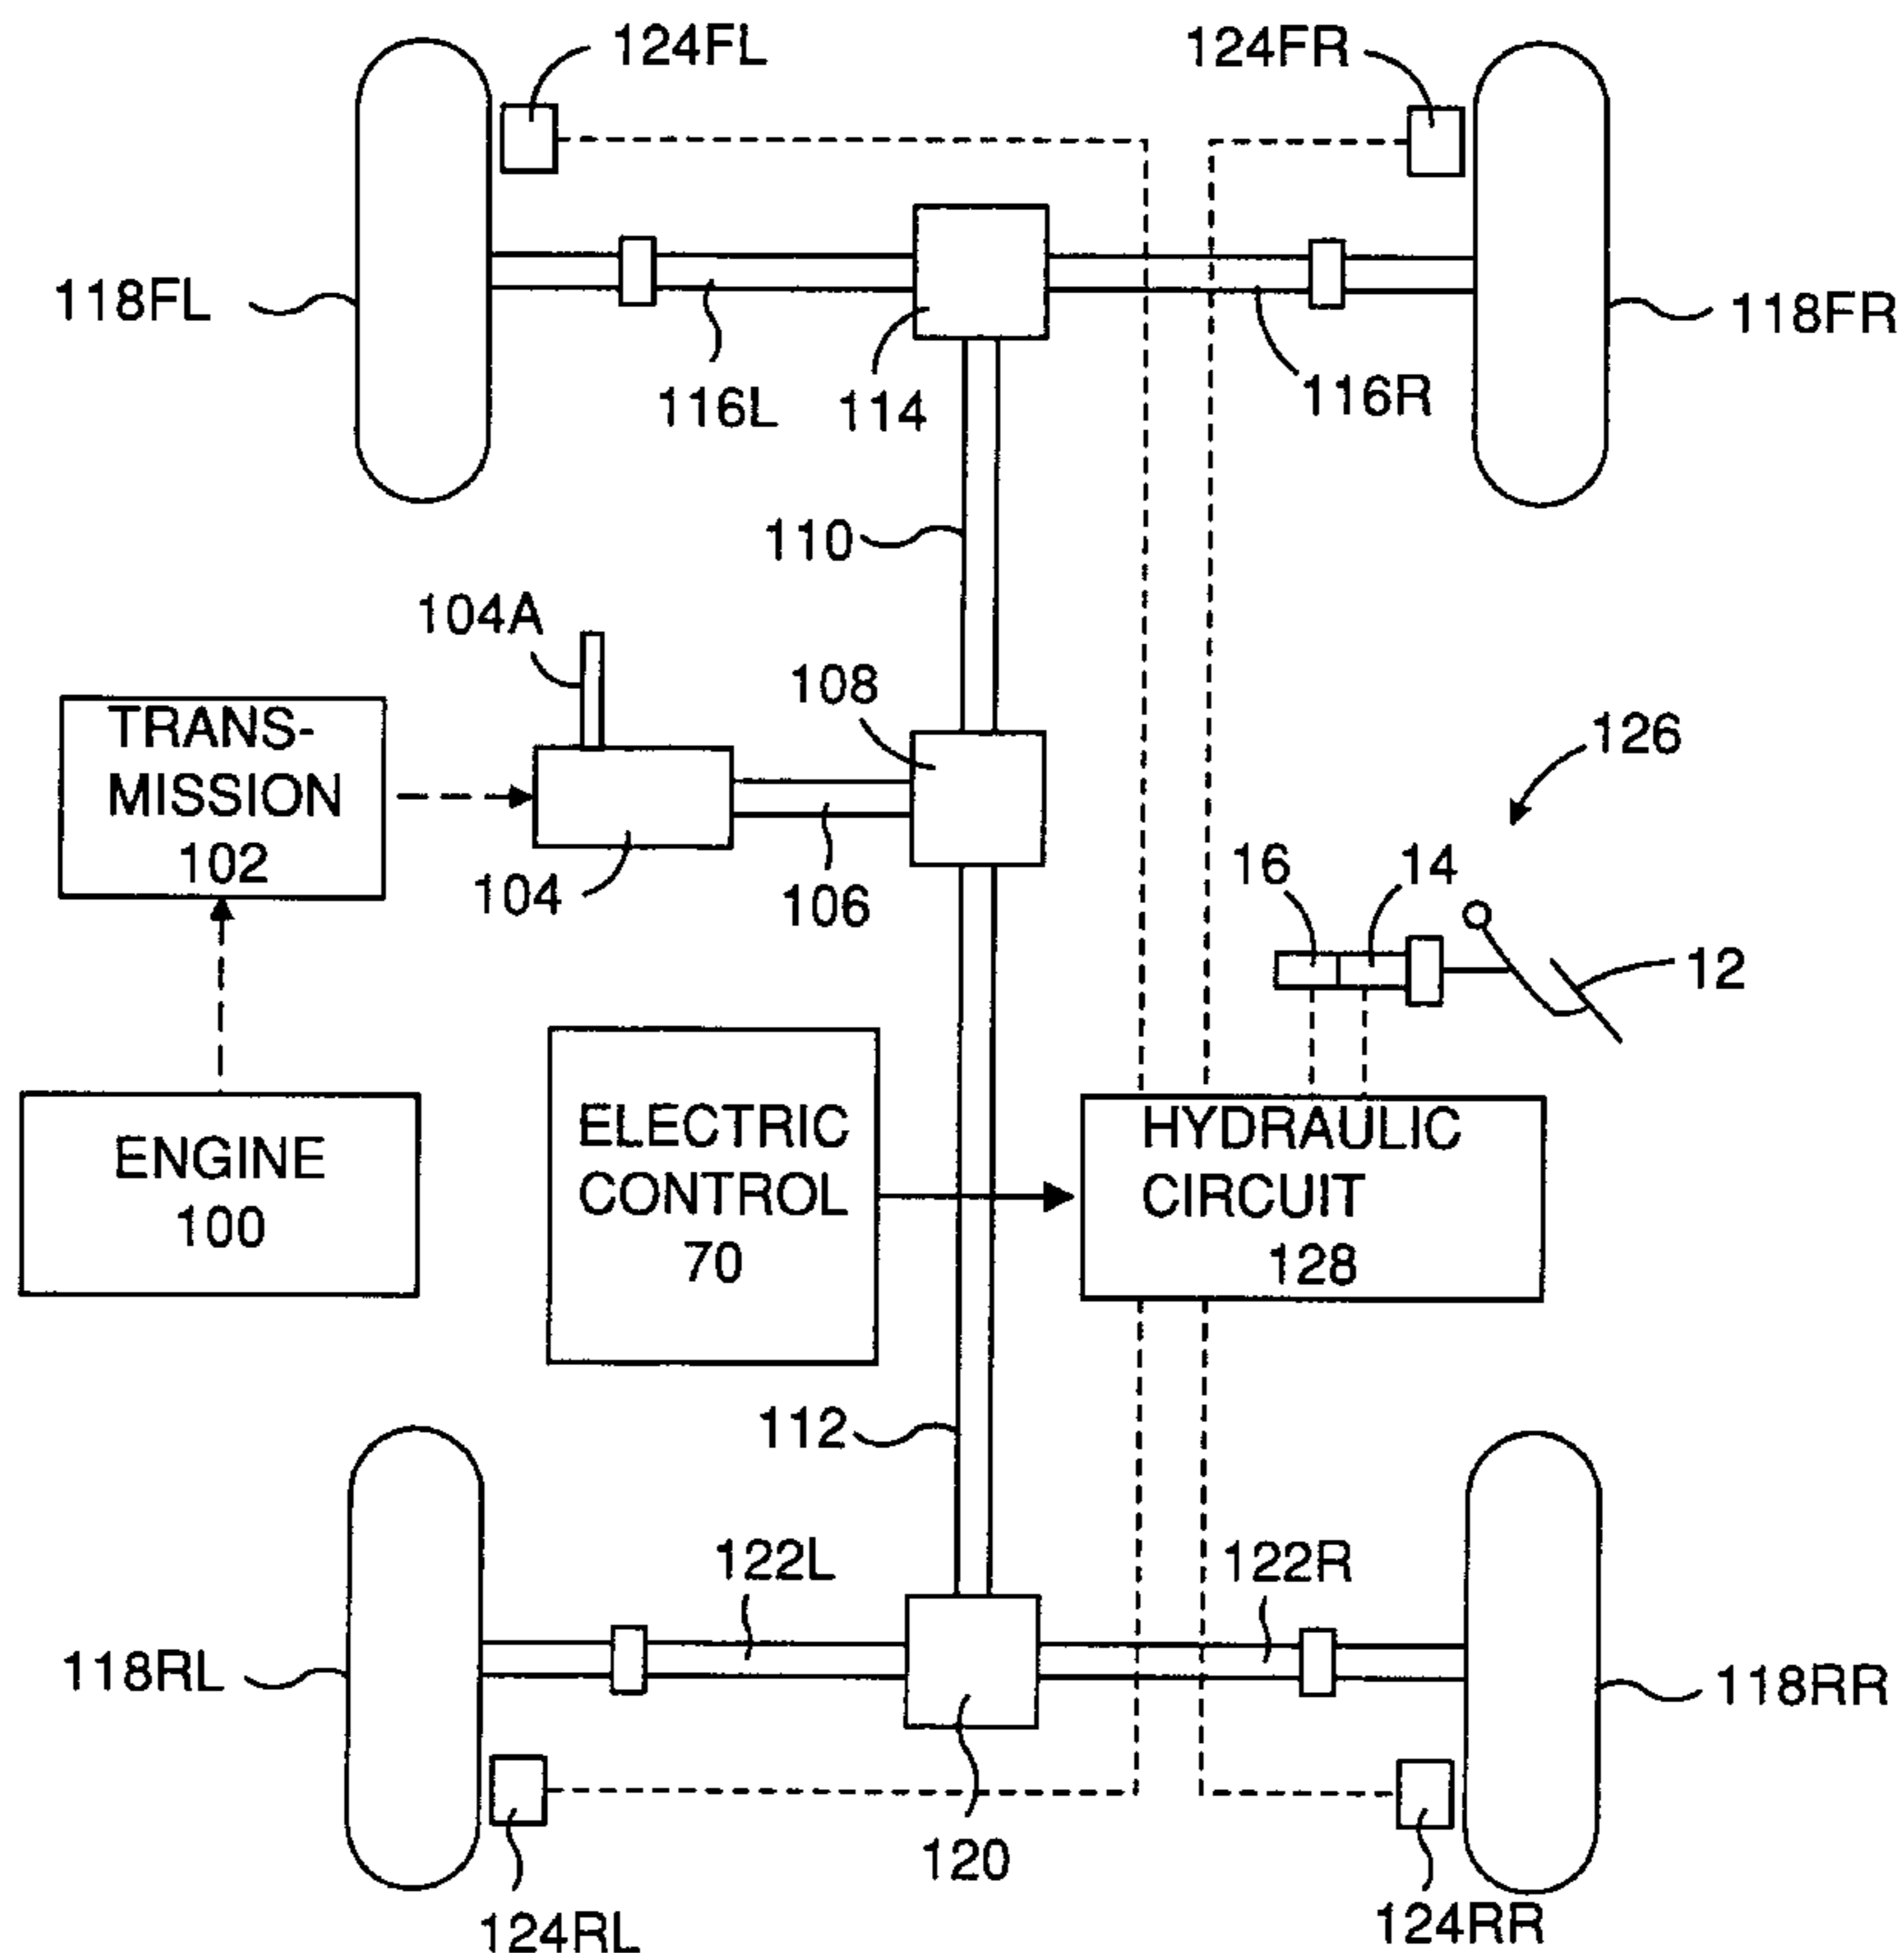 124FL
124FR
118FL
118FR
116L
114
116R
110
104A
108
126
TRANS-
MISSION
102
16
14
104
106
12
ELECTRIC
CONTROL
70
HYDRAULIC
CIRCUIT
128
ENGINE
100
112
122L
122R
118RL
118RR
120
124RL
124RR